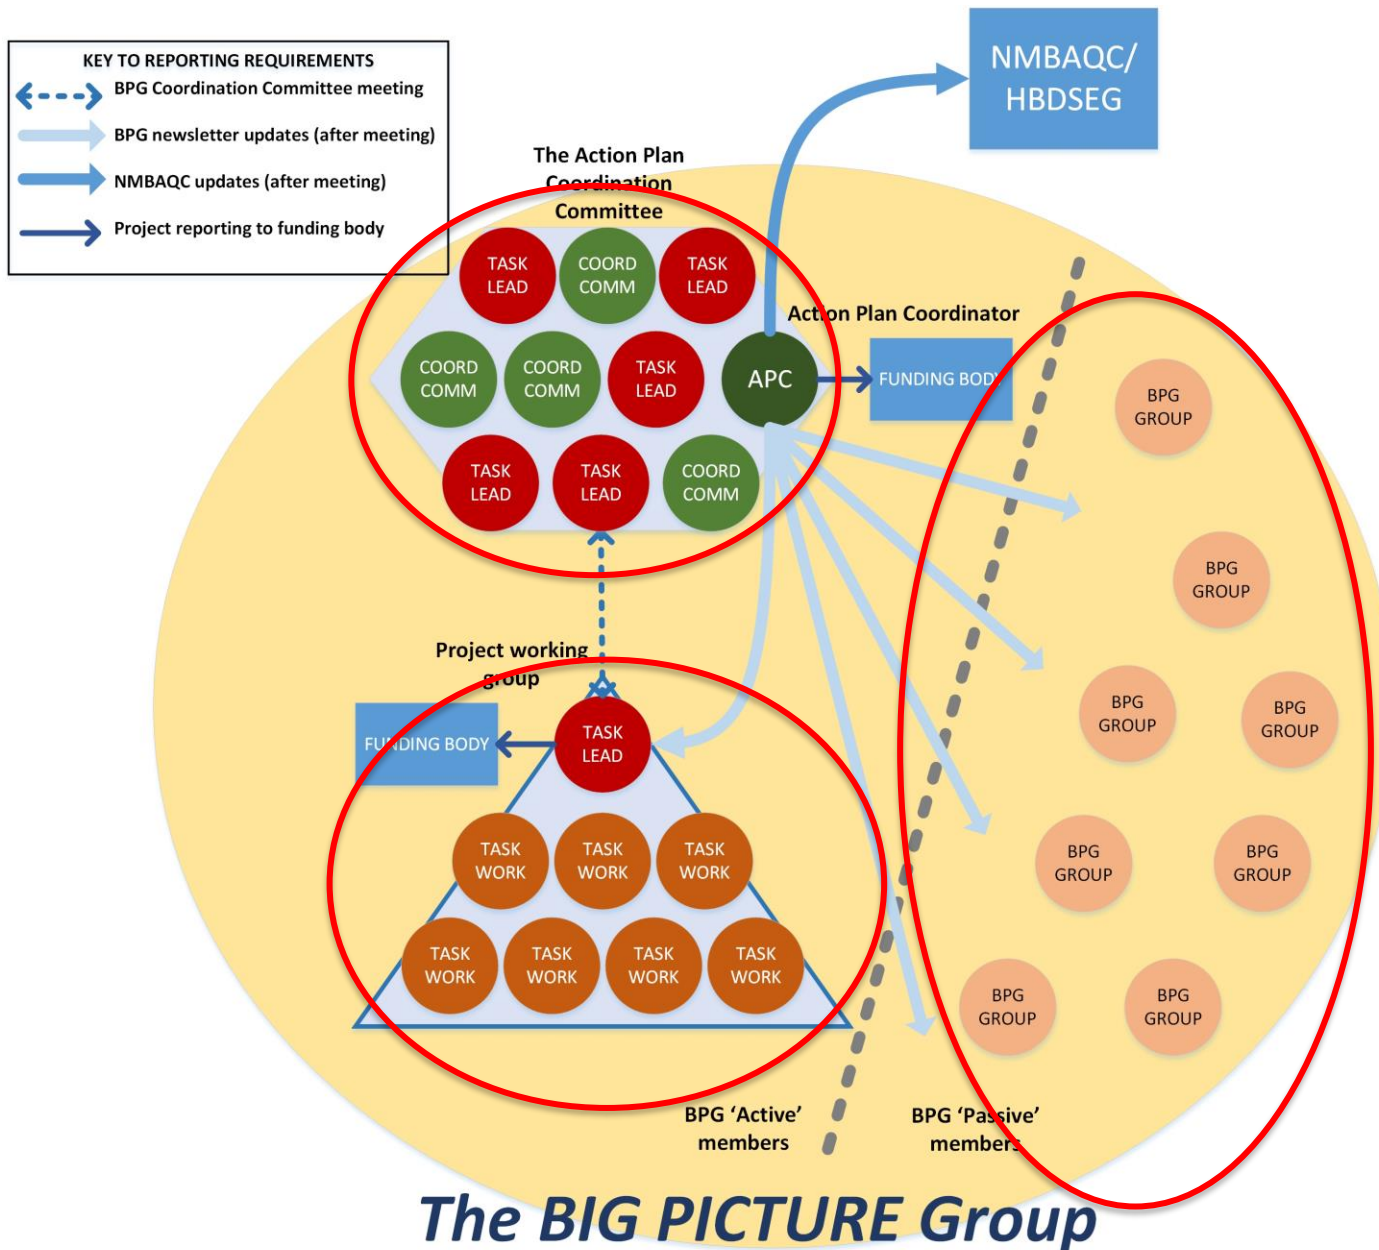 KEY TO REPORTING REQUIREMENTS
BPG Coordination Committee meeting
BPG newsletter updates (after meeting)
NMBAQC updates (after meeting)
Project reporting to funding body
NMBAQC/
HBDSEG
The Action Plan
Coordination
Committee
TASK
LEAD
COORD
COMM
TASK
LEAD
COORD
COMM
COORD
COMM
TASK
LEAD
APC
Action Plan Coordinator
FUNDING BODY
TASK
LEAD
TASK
LEAD
COORD
COMM
BPG
GROUP
BPG
GROUP
BPG
GROUP
BPG
GROUP
BPG
GROUP
BPG
GROUP
BPG
GROUP
BPG
GROUP
Project working
group
FUNDING BODY
TASK
LEAD
TASK
WORK
TASK
WORK
TASK
WORK
TASK
WORK
TASK
WORK
TASK
WORK
TASK
WORK
BPG ‘Active’
members
BPG ‘Passive’
members
The BIG PICTURE Group